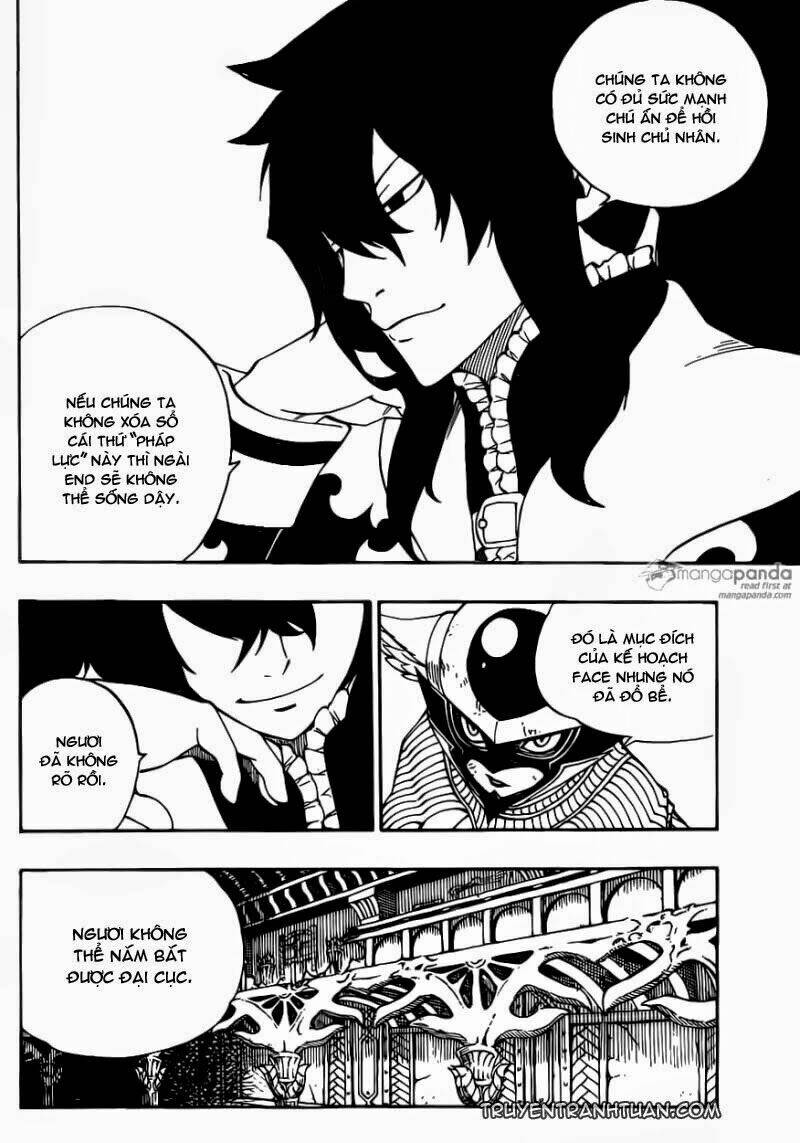 CHÚNG TA KHÔNG
CÓ ĐỦ SỨC MẠNH
CHÚ ẤN ĐỂ HỒI
SINH CHỦ NHÂN.
NẾU CHÚNG TA
KHÔNG XÓA SỔ
CÁI THỨ "PHÁP
LỰC" NÀY THÌ NGÀI
END SẼ KHÔNG
THỂ SỐNG DẬY.
mangapanda
read first at
mangapanda.com
ĐÓ LÀ MỤC ĐÍCH
CỦA KẾ HOẠCH
FACE NHƯNG NÓ
ĐÃ ĐỔ BỂ.
NGƯƠI
ĐÃ KHÔNG
RÕ RỒI.
NGƯƠI KHÔNG
THỂ NẮM BẮT
ĐƯỢC ĐẠI CỤC.
TRUYENTRANHTUAN.COM